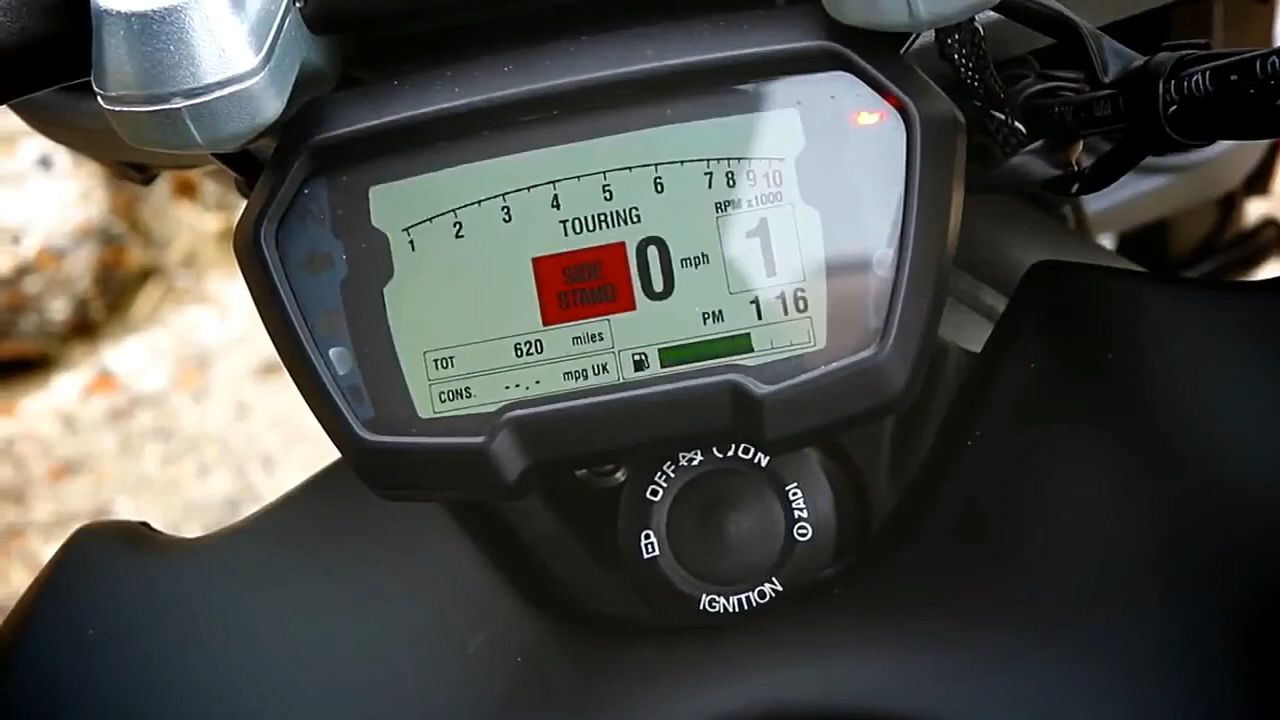 1 2 3 4 5 6 7 8 9 10
RPM x1000
TOURING
SIDE
STAND
0 mph
1
PM 1 16
TOT 620 miles
CONS. --.- mpg UK
OFF ON
IGNITION